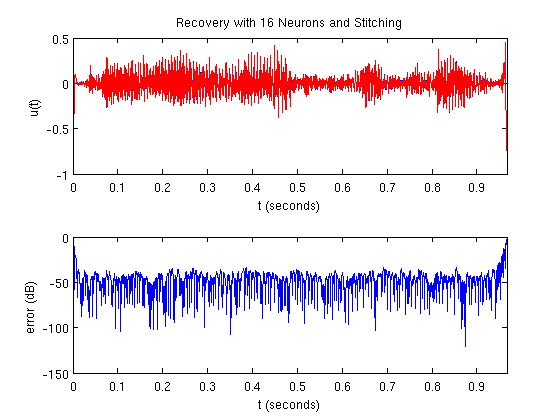 Recovery with 16 Neurons and Stitching
0.5
0
-0.5
-1
u(t)
0 0.1 0.2 0.3 0.4 0.5 0.6 0.7 0.8 0.9
t (seconds)
0
-50
-100
-150
error (dB)
0 0.1 0.2 0.3 0.4 0.5 0.6 0.7 0.8 0.9
t (seconds)